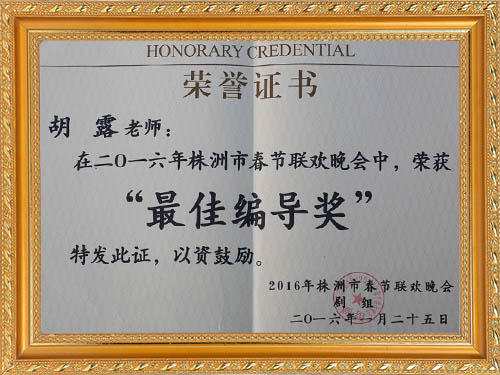 HONORARY CREDENTIAL
荣誉证书
胡 露老师：
在二〇一六年株洲市春节联欢晚会中，荣获
“最佳编导奖”
特发此证，以资鼓励。
2016年株洲市春节联欢晚会
剧 组
二〇一六年一月二十五日